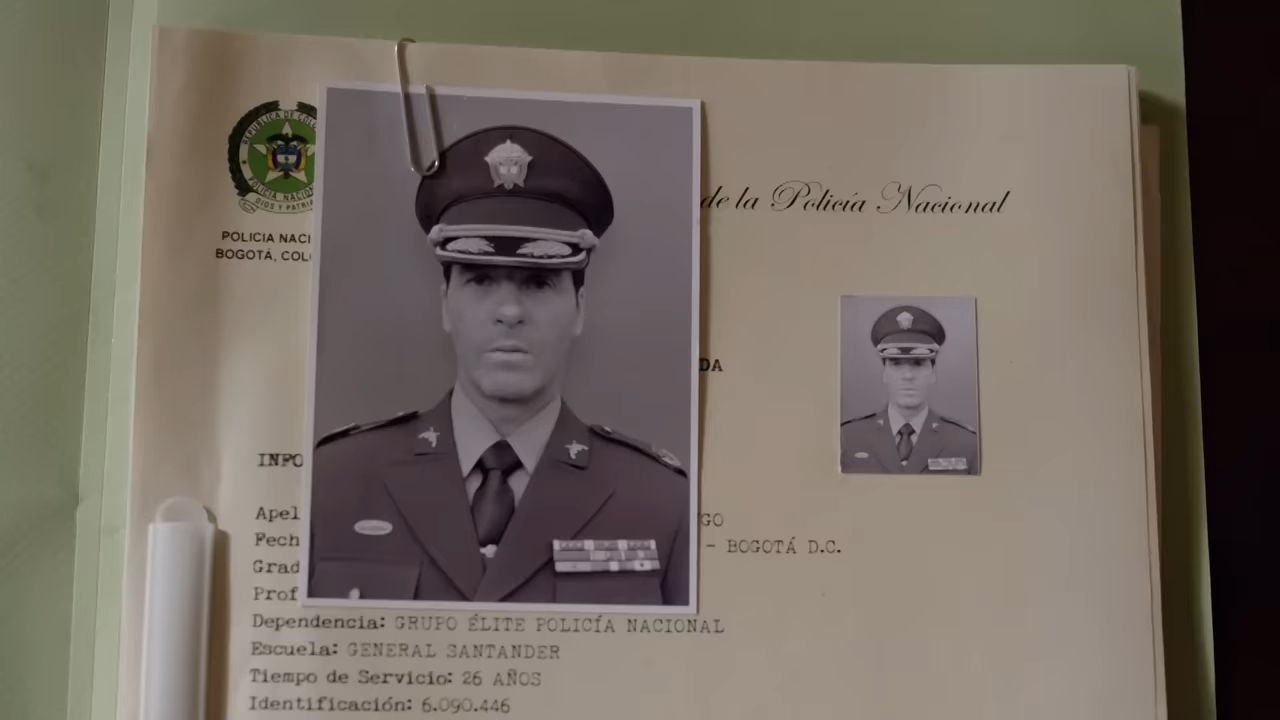 REPUBLICA DE COLO
POLICIA NACION
DIOS Y PATRIA
POLICIA NACI
BOGOTÁ, COL
de la Policía Nacional
DA
INFO
Apel
GO
Fech
- BOGOTÁ D.C.
Grad
Prof
Dependencia: GRUPO ÉLITE POLICÍA NACIONAL
Escuela: GENERAL SANTANDER
Tiempo de Servicio: 26 AÑOS
Identificación: 6.090.446